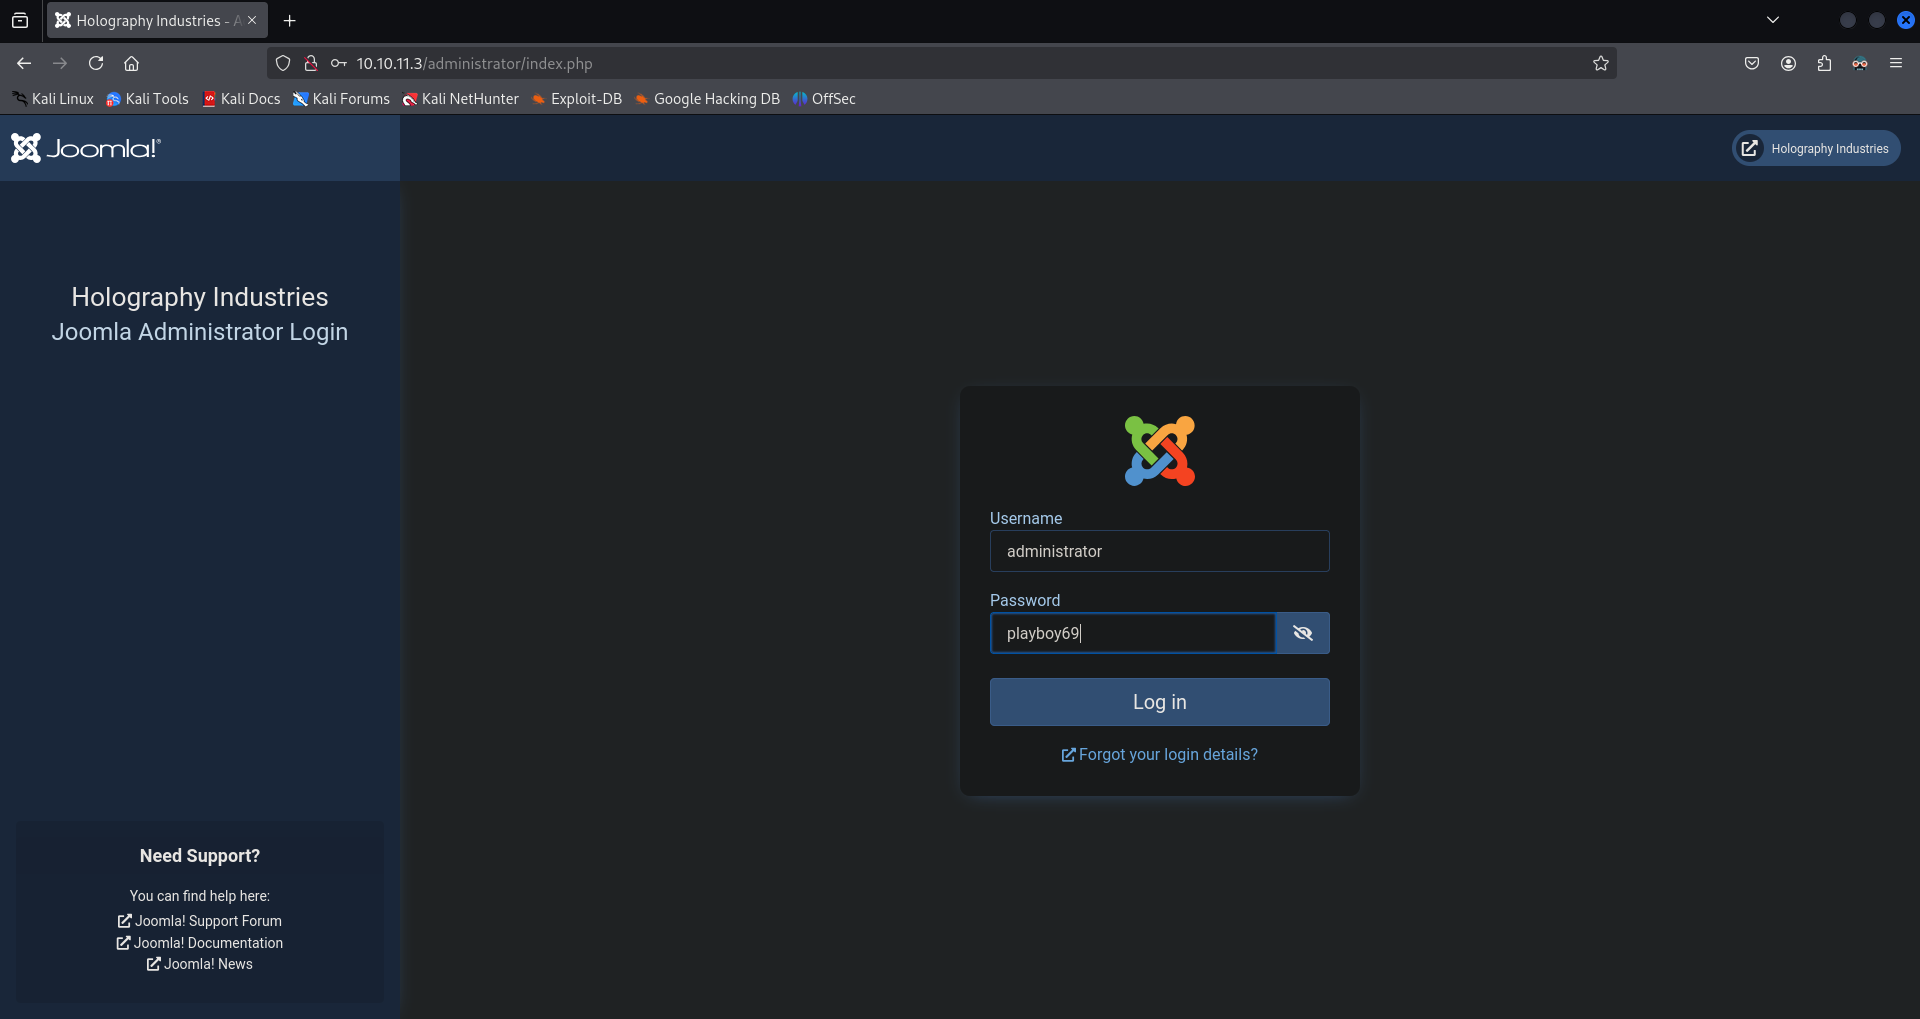 Holography Industries - A
10.10.11.3/administrator/index.php
Kali Linux Kali Tools Kali Docs Kali Forums Kali NetHunter Exploit-DB Google Hacking DB OffSec
Joomla!®
Holography Industries
Holography Industries
Joomla Administrator Login
Username
administrator
Password
playboy69
Log in
Forgot your login details?
Need Support?
You can find help here:
Joomla! Support Forum
Joomla! Documentation
Joomla! News